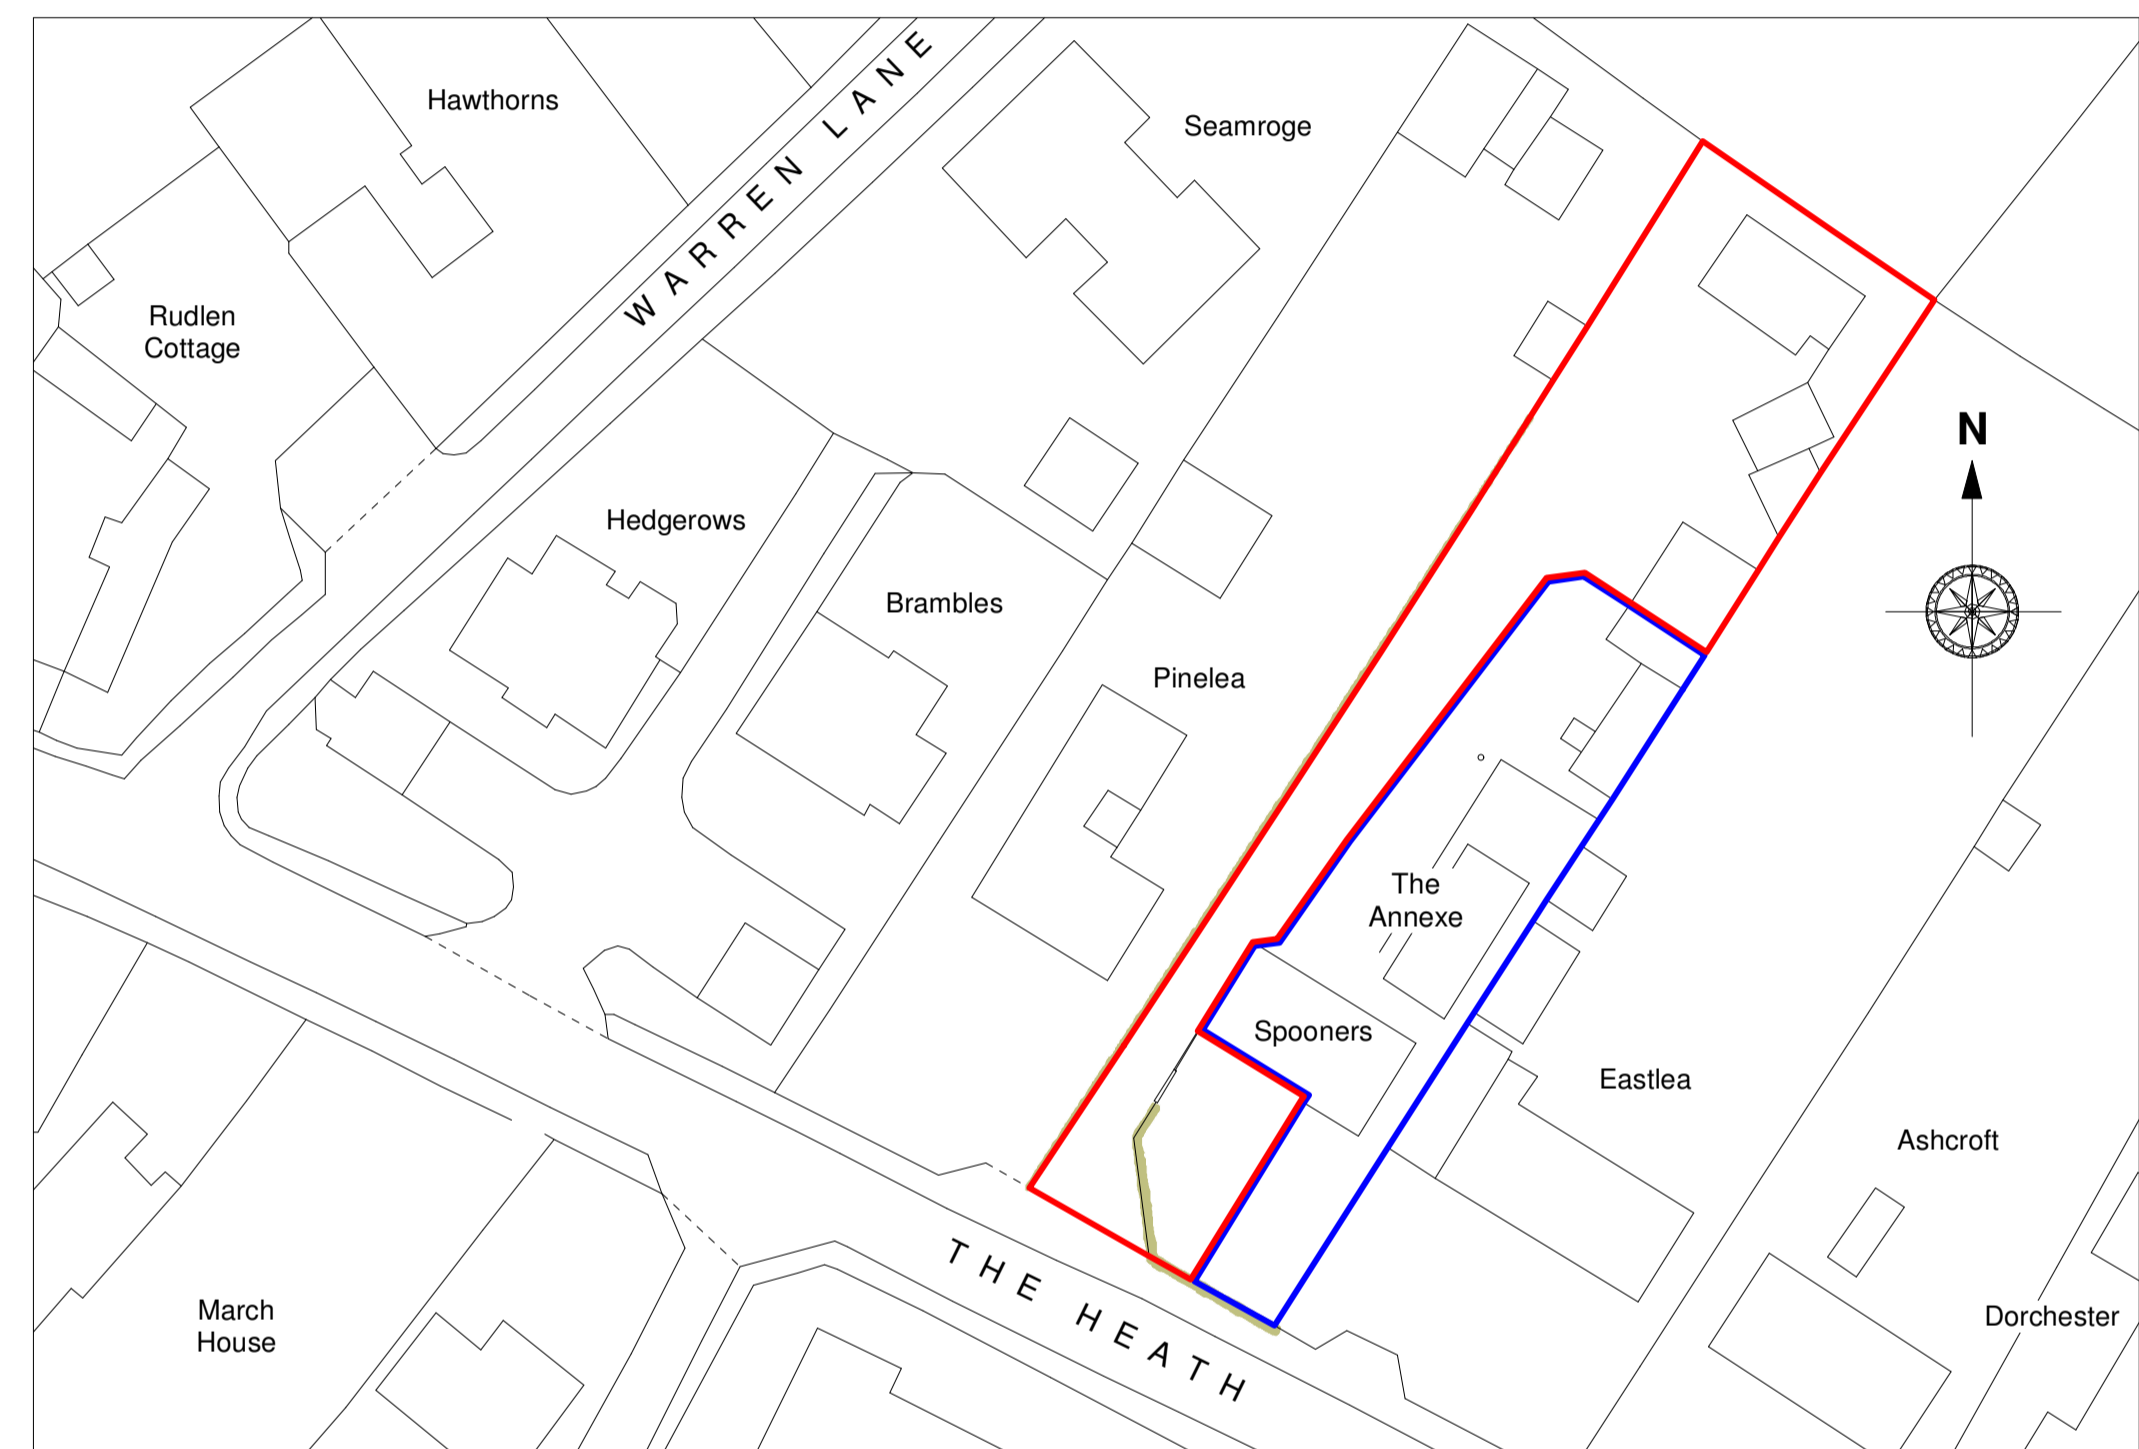 Hawthorns
WARREN LANE
Seamroge
Rudlen
Cottage
N
Hedgerows
Brambles
Pinelea
The
Annexe
Spooners
Eastlea
Ashcroft
March
House
THE HEATH
Dorchester